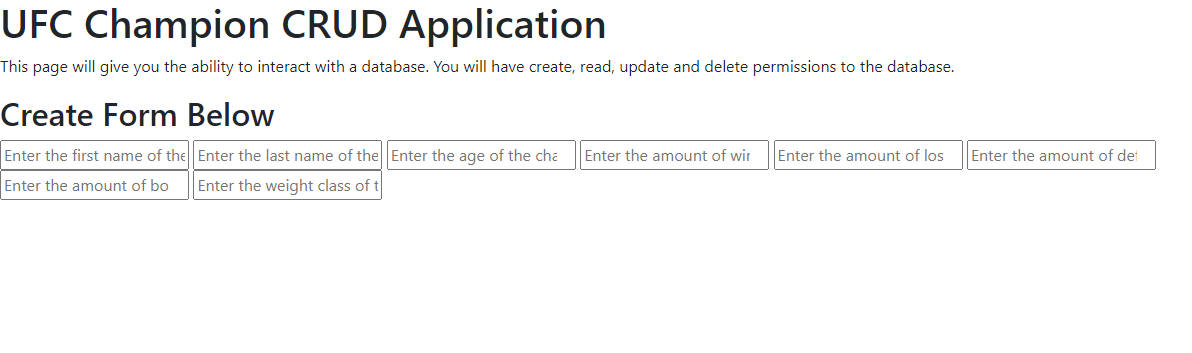 UFC Champion CRUD Application
This page will give you the ability to interact with a database. You will have create, read, update and delete permissions to the database.
Create Form Below
Enter the first name of the Enter the last name of the Enter the age of the cha Enter the amount of wir Enter the amount of los Enter the amount of def
Enter the amount of bo Enter the weight class of t